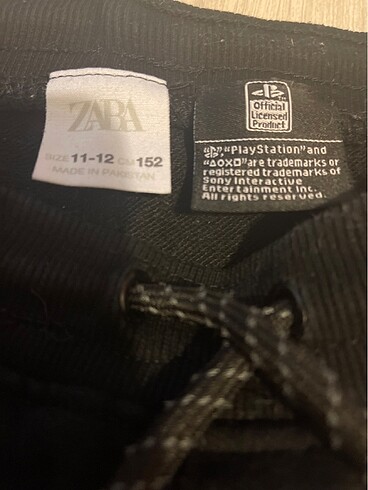 ZARA
SIZE 11-12 CM 152
MADE IN PAKISTAN
Official
Licensed
Product
", "PlayStation" and
"△○X□" are trademarks or
registered trademarks of
Sony Interactive
Entertainment Inc.
All rights reserved.